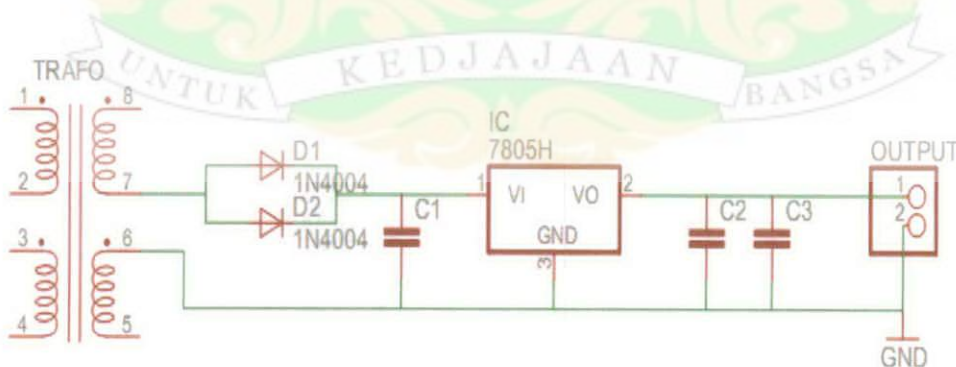 UNTUK KEDJAJAAN BANGSA
TRAFO
1 8
2 7
3 6
4 5
D1
1N4004
D2
1N4004
C1
IC
7805H
1 VI VO 2
GND
3
C2 C3
OUTPUT
1
2
GND